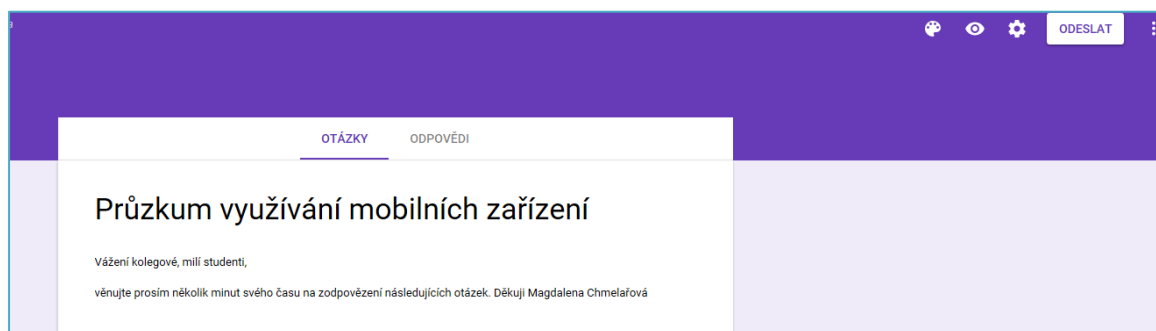 ODESLAT
OTÁZKY ODPOVĚDI
Průzkum využívání mobilních zařízení
Vážení kolegové, milí studenti,
věnujte prosím několik minut svého času na zodpovězení následujících otázek. Děkuji Magdalena Chmelařová